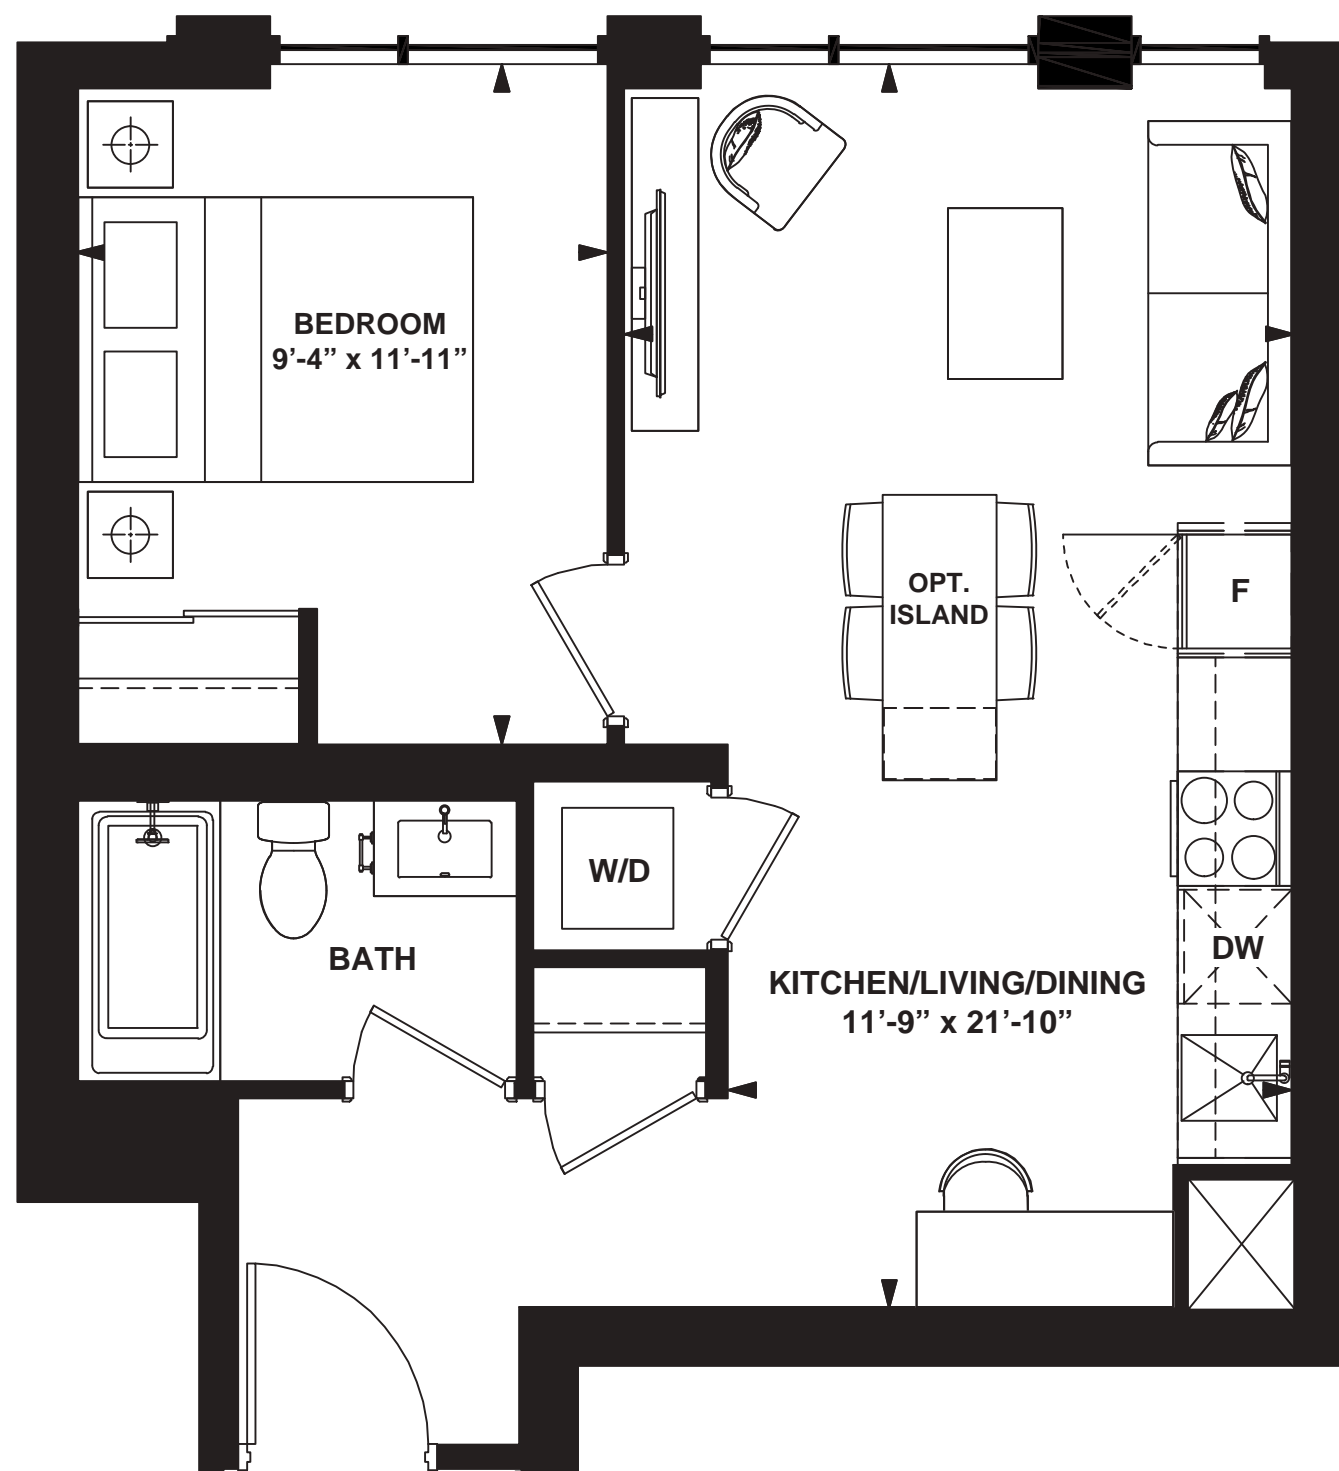 BEDROOM
9’-4” x 11’-11”
OPT.
ISLAND
F
W/D
BATH
DW
KITCHEN/LIVING/DINING
11’-9” x 21’-10”